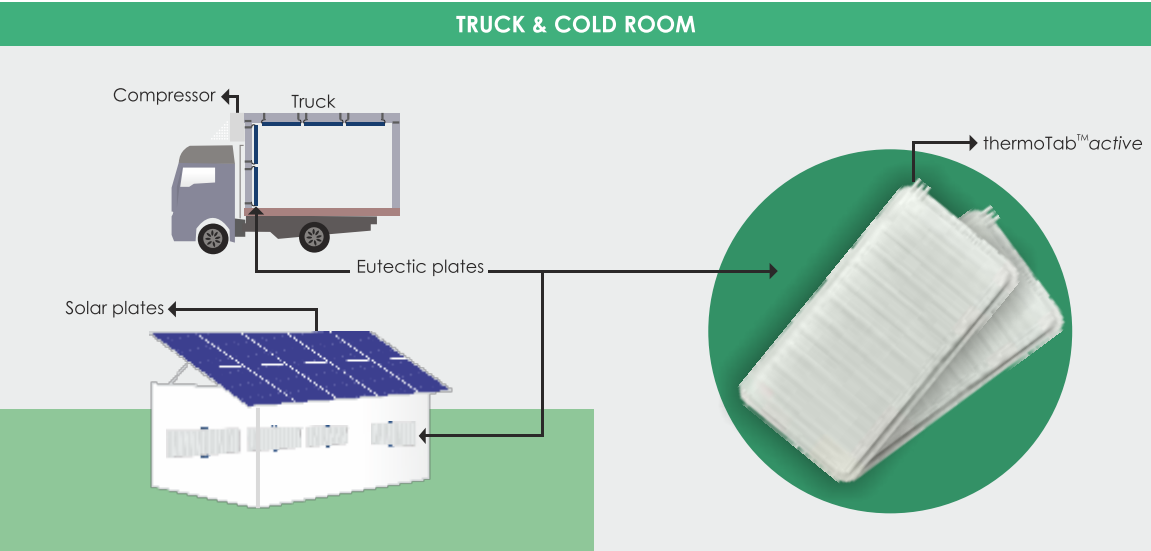 TRUCK & COLD ROOM
Compressor
Truck
thermoTab™active
Eutectic plates
Solar plates